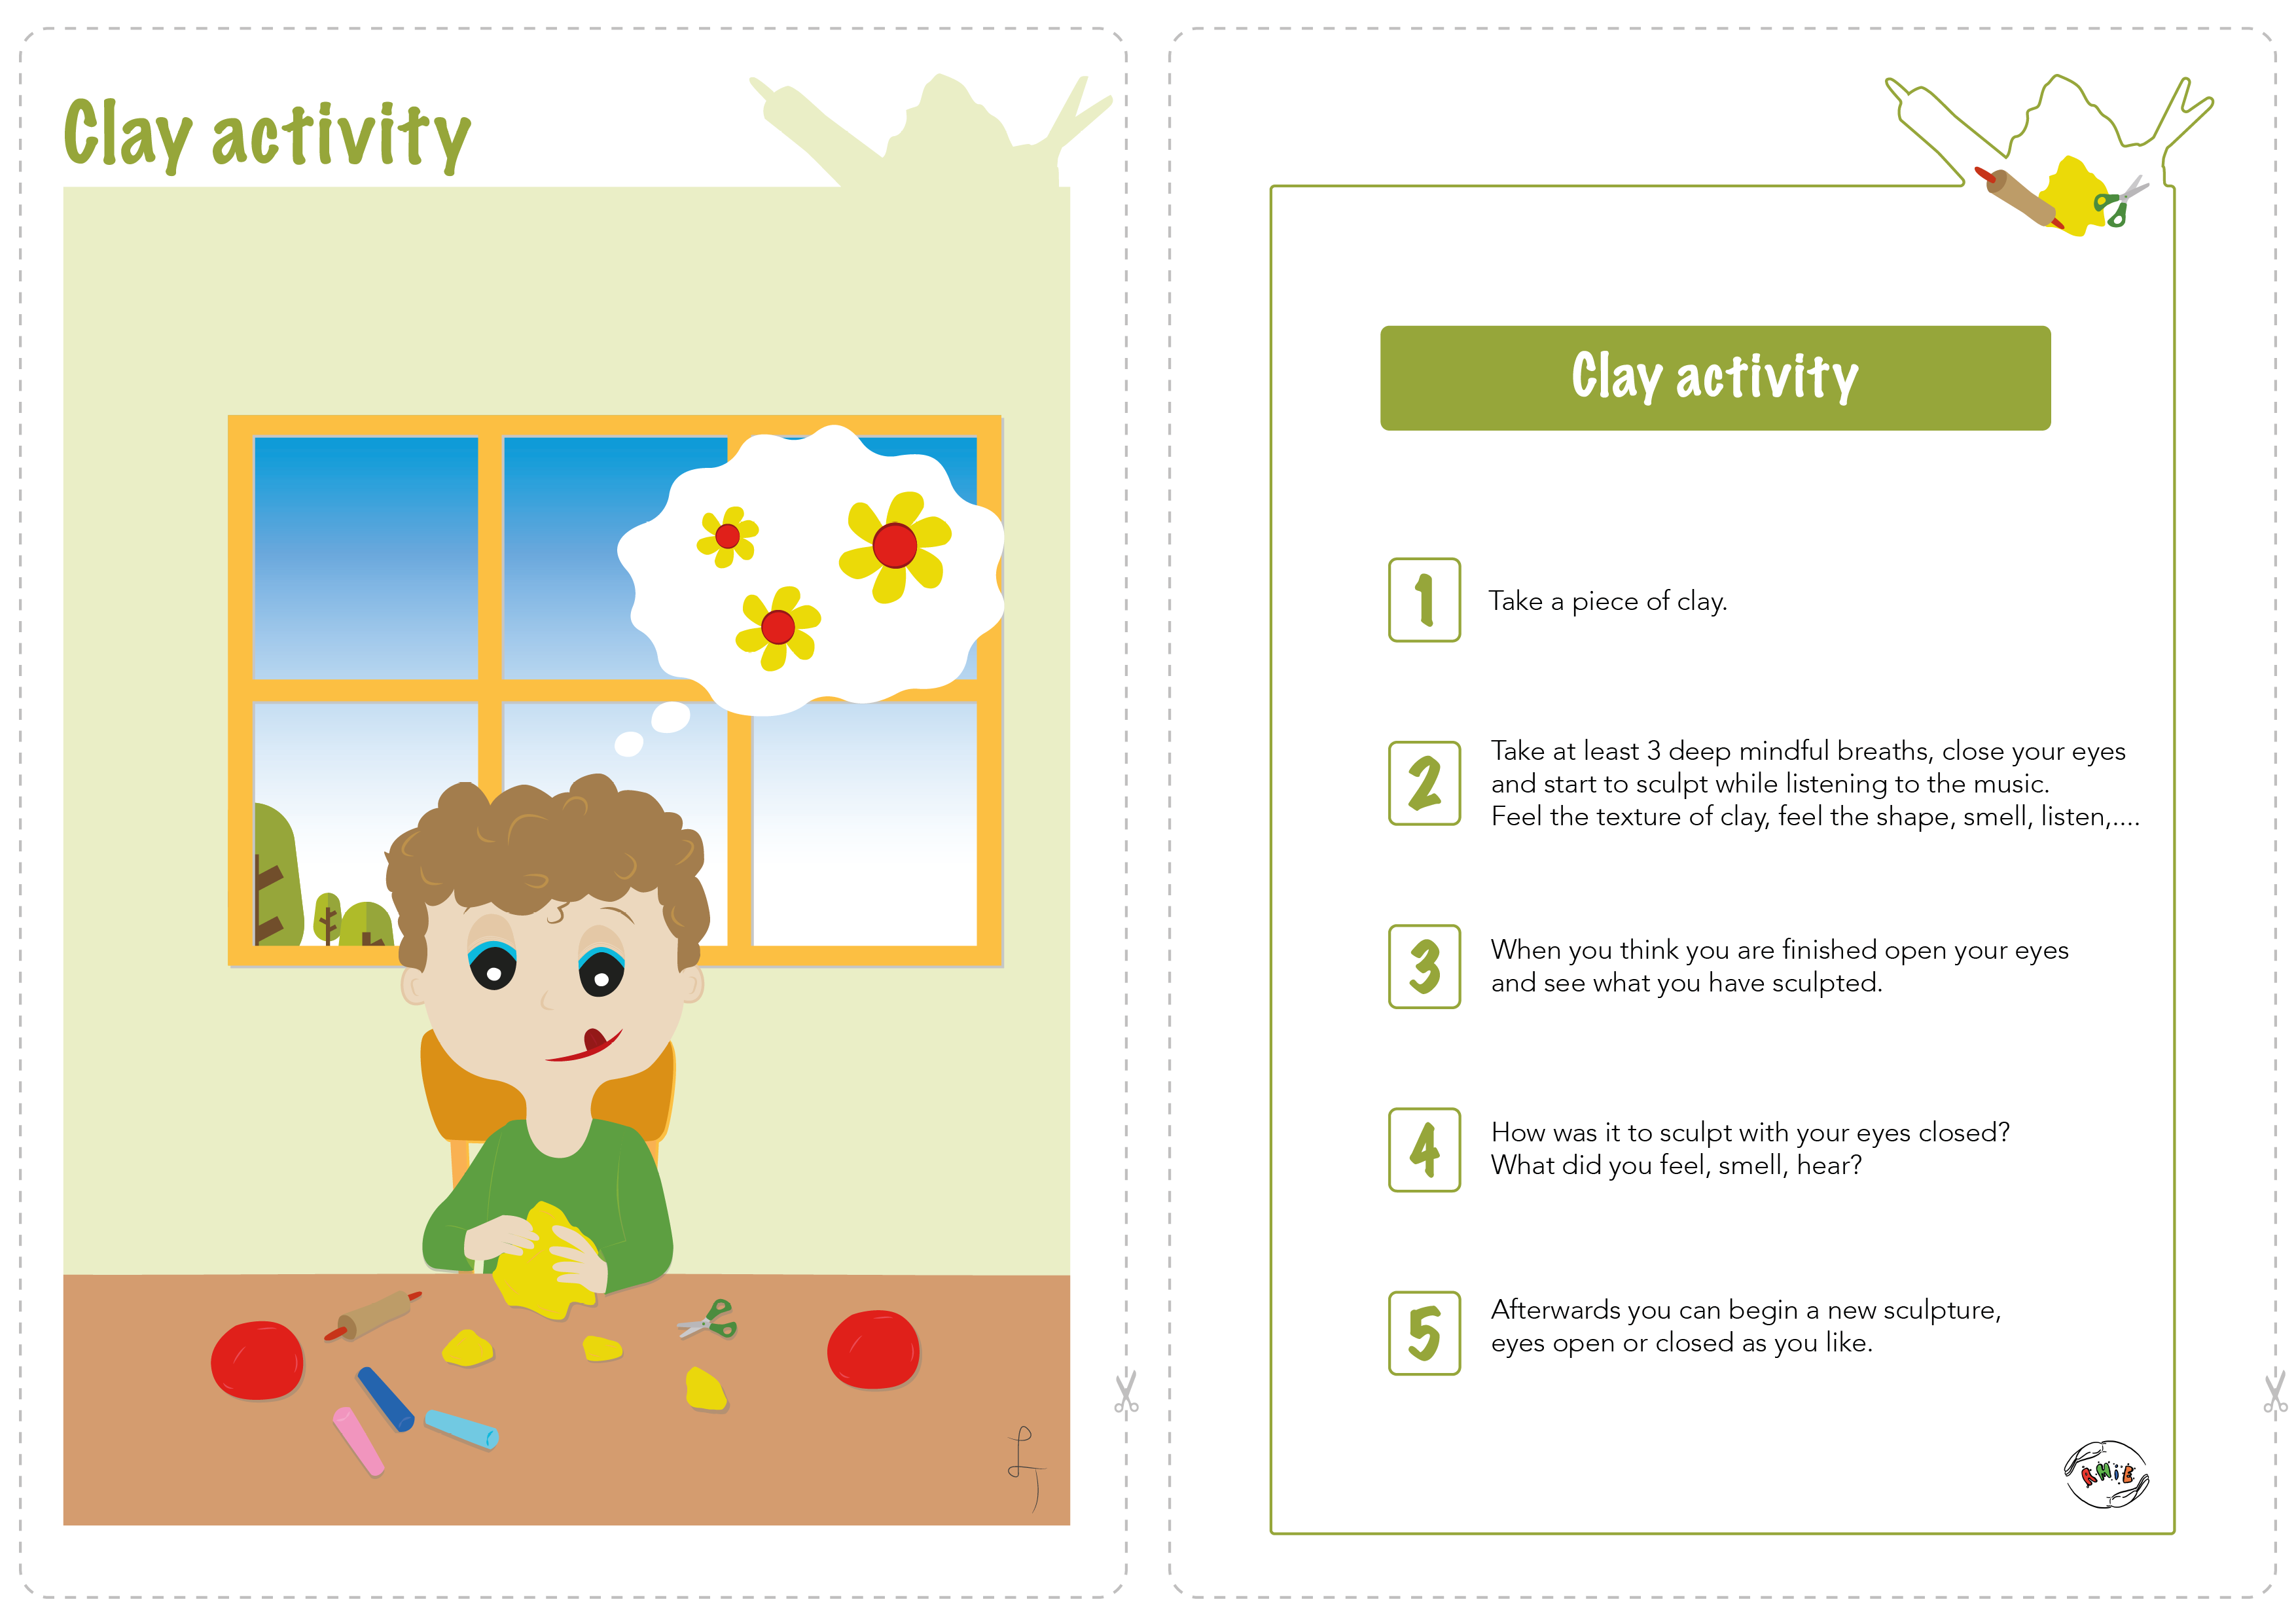 Clay activity
Clay activity
1
Take a piece of clay.
2
Take at least 3 deep mindful breaths, close your eyes
and start to sculpt while listening to the music.
Feel the texture of clay, feel the shape, smell, listen,....
3
When you think you are finished open your eyes
and see what you have sculpted.
4
How was it to sculpt with your eyes closed?
What did you feel, smell, hear?
5
Afterwards you can begin a new sculpture,
eyes open or closed as you like.
AMiE